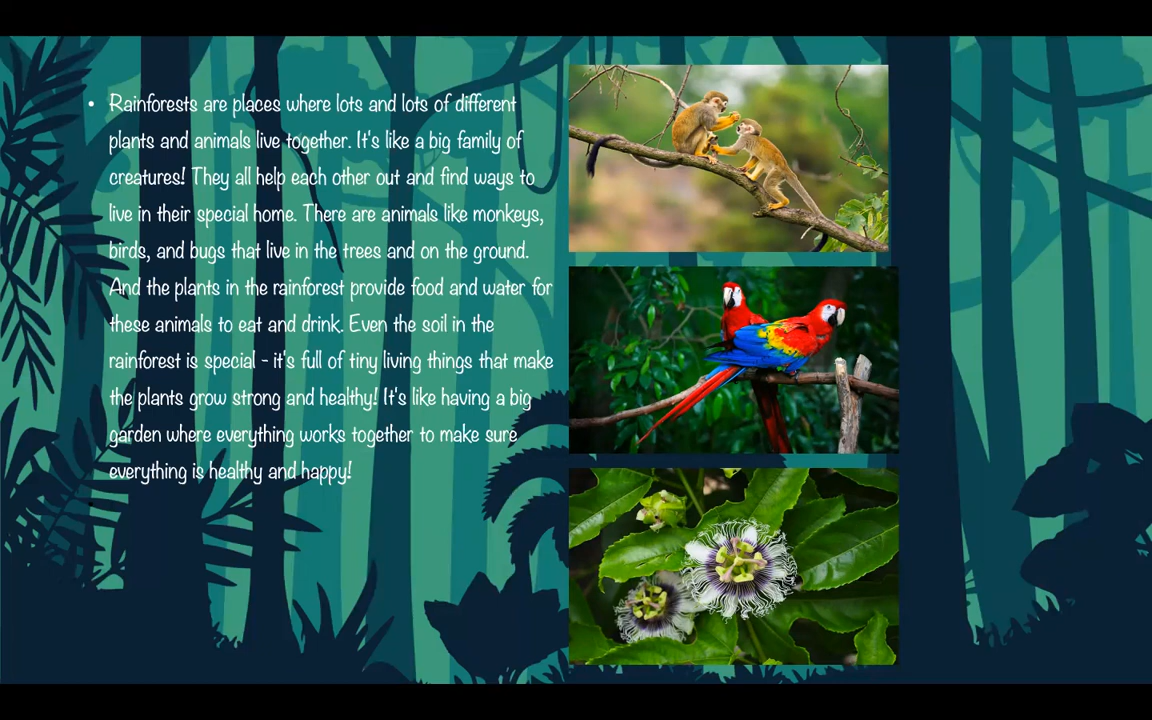 • Rainforests are places where lots and lots of different
plants and animals live together. It's like a big family of
creatures! They all help each other out and find ways to
live in their special home. There are animals like monkeys,
birds, and bugs that live in the trees and on the ground.
And the plants in the rainforest provide food and water for
these animals to eat and drink. Even the soil in the
rainforest is special - it's full of tiny living things that make
the plants grow strong and healthy! It's like having a big
garden where everything works together to make sure
everything is healthy and happy!